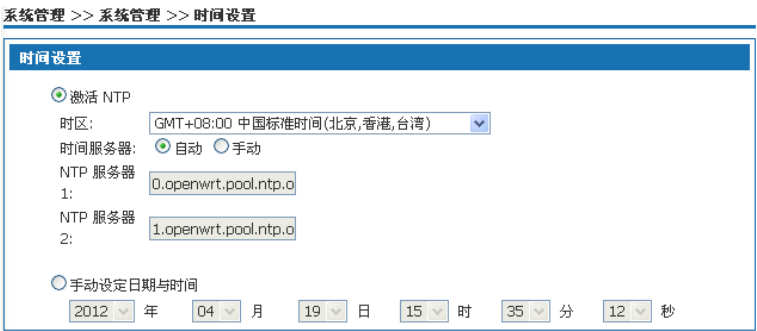 系统管理 >> 系统管理 >> 时间设置
时间设置
激活 NTP
时区: GMT+08:00 中国标准时间(北京,香港,台湾)
时间服务器: 自动 手动
NTP 服务器
1: 0.openwrt.pool.ntp.o
NTP 服务器
2: 1.openwrt.pool.ntp.o
手动设定日期与时间
2012 年 04 月 19 日 15 时 35 分 12 秒